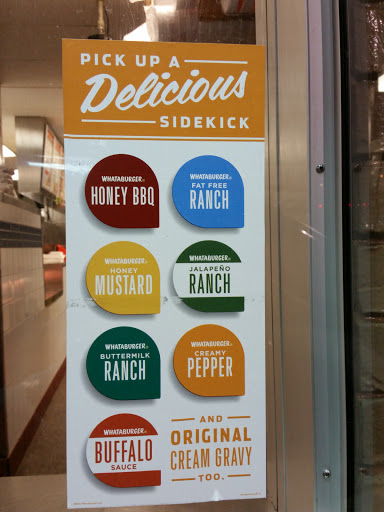 PICK UP A
Delicious
SIDEKICK
WHATABURGER®
HONEY BBQ
WHATABURGER®
FAT FREE
RANCH
WHATABURGER®
HONEY
MUSTARD
WHATABURGER®
JALAPEÑO
RANCH
WHATABURGER®
BUTTERMILK
RANCH
WHATABURGER®
CREAMY
PEPPER
WHATABURGER®
BUFFALO
SAUCE
AND
ORIGINAL
CREAM GRAVY
TOO.